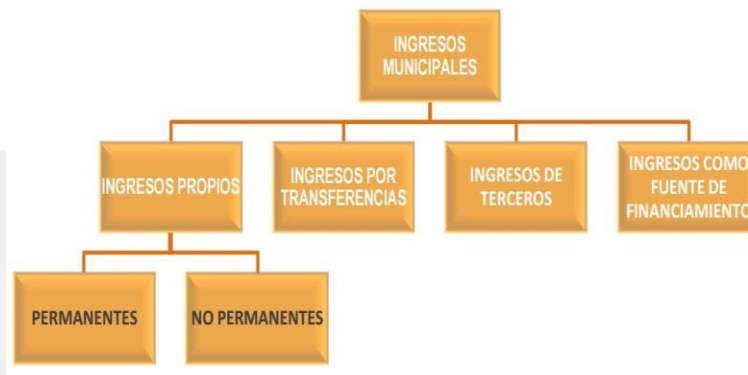 INGRESOS
MUNICIPALES
INGRESOS PROPIOS
INGRESOS POR
TRANSFERENCIAS
INGRESOS DE
TERCEROS
INGRESOS COMO
FUENTE DE
FINANCIAMIENTO
PERMANENTES
NO PERMANENTES